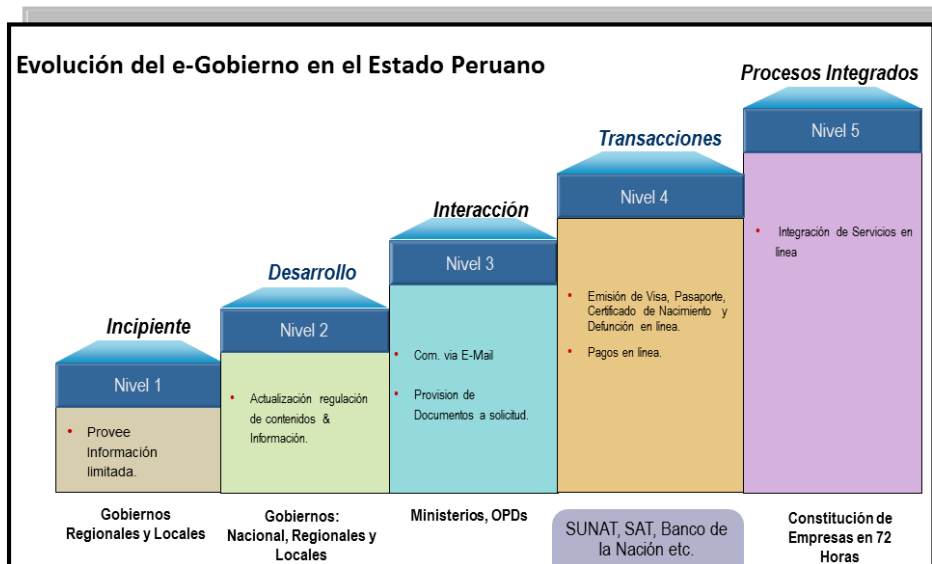 Evolución del e-Gobierno en el Estado Peruano
Incipiente
Nivel 1
• Provee
Información
limitada.
Gobiernos
Regionales y Locales
Desarrollo
Nivel 2
• Actualización regulación
de contenidos &
Información.
Gobiernos:
Nacional, Regionales y
Locales
Interacción
Nivel 3
• Com. via E-Mail
• Provision de
Documentos a solicitud.
Ministerios, OPDs
Transacciones
Nivel 4
• Emisión de Visa, Pasaporte,
Certificado de Nacimiento y
Defunción en línea.
• Pagos en linea.
SUNAT, SAT, Banco de
la Nación etc.
Procesos Integrados
Nivel 5
• Integración de Servicios en
linea
Constitución de
Empresas en 72
Horas